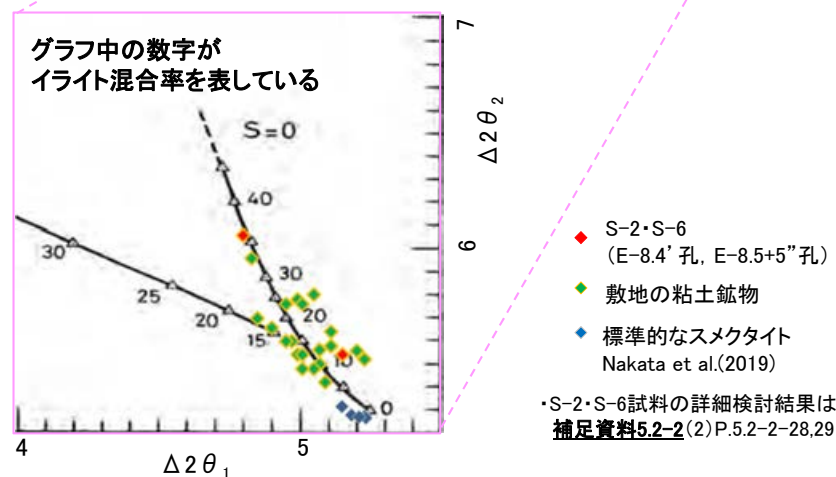 グラフ中の数字が
イライト混合率を表している
S=0
40
30
20
10
0
30
25
20
15
4
5
Δ2θ1
7
6
Δ2θ2
S-2・S-6
(E-8.4' 孔, E-8.5+5”孔)
敷地の粘土鉱物
標準的なスメクタイト
Nakata et al.(2019)
・S-2・S-6試料の詳細検討結果は
補足資料5.2-2(2)P.5.2-2-28,29